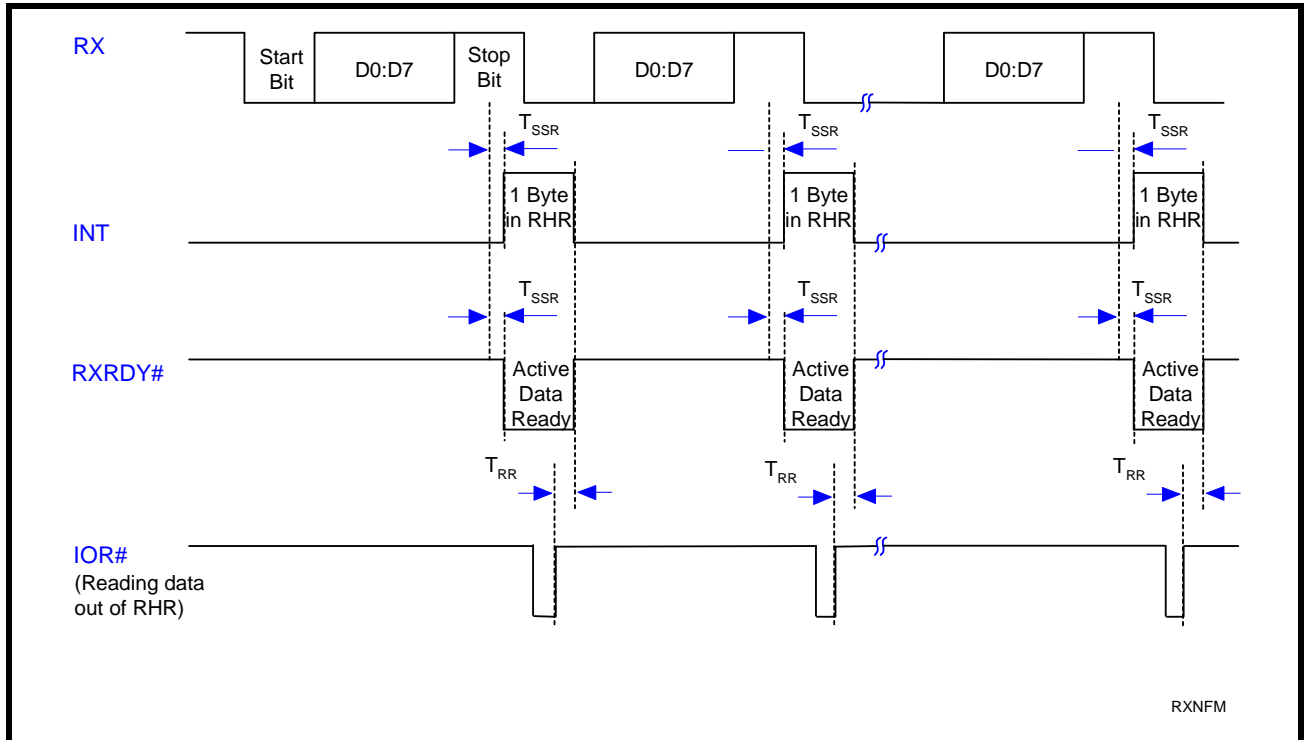 RX
Start
Bit
D0:D7
Stop
Bit
D0:D7
D0:D7
TSSR
TSSR
TSSR
INT
1 Byte
in RHR
1 Byte
in RHR
1 Byte
in RHR
TSSR
TSSR
TSSR
RXRDY#
Active
Data
Ready
Active
Data
Ready
Active
Data
Ready
TRR
TRR
TRR
IOR#
(Reading data
out of RHR)
RXNFM